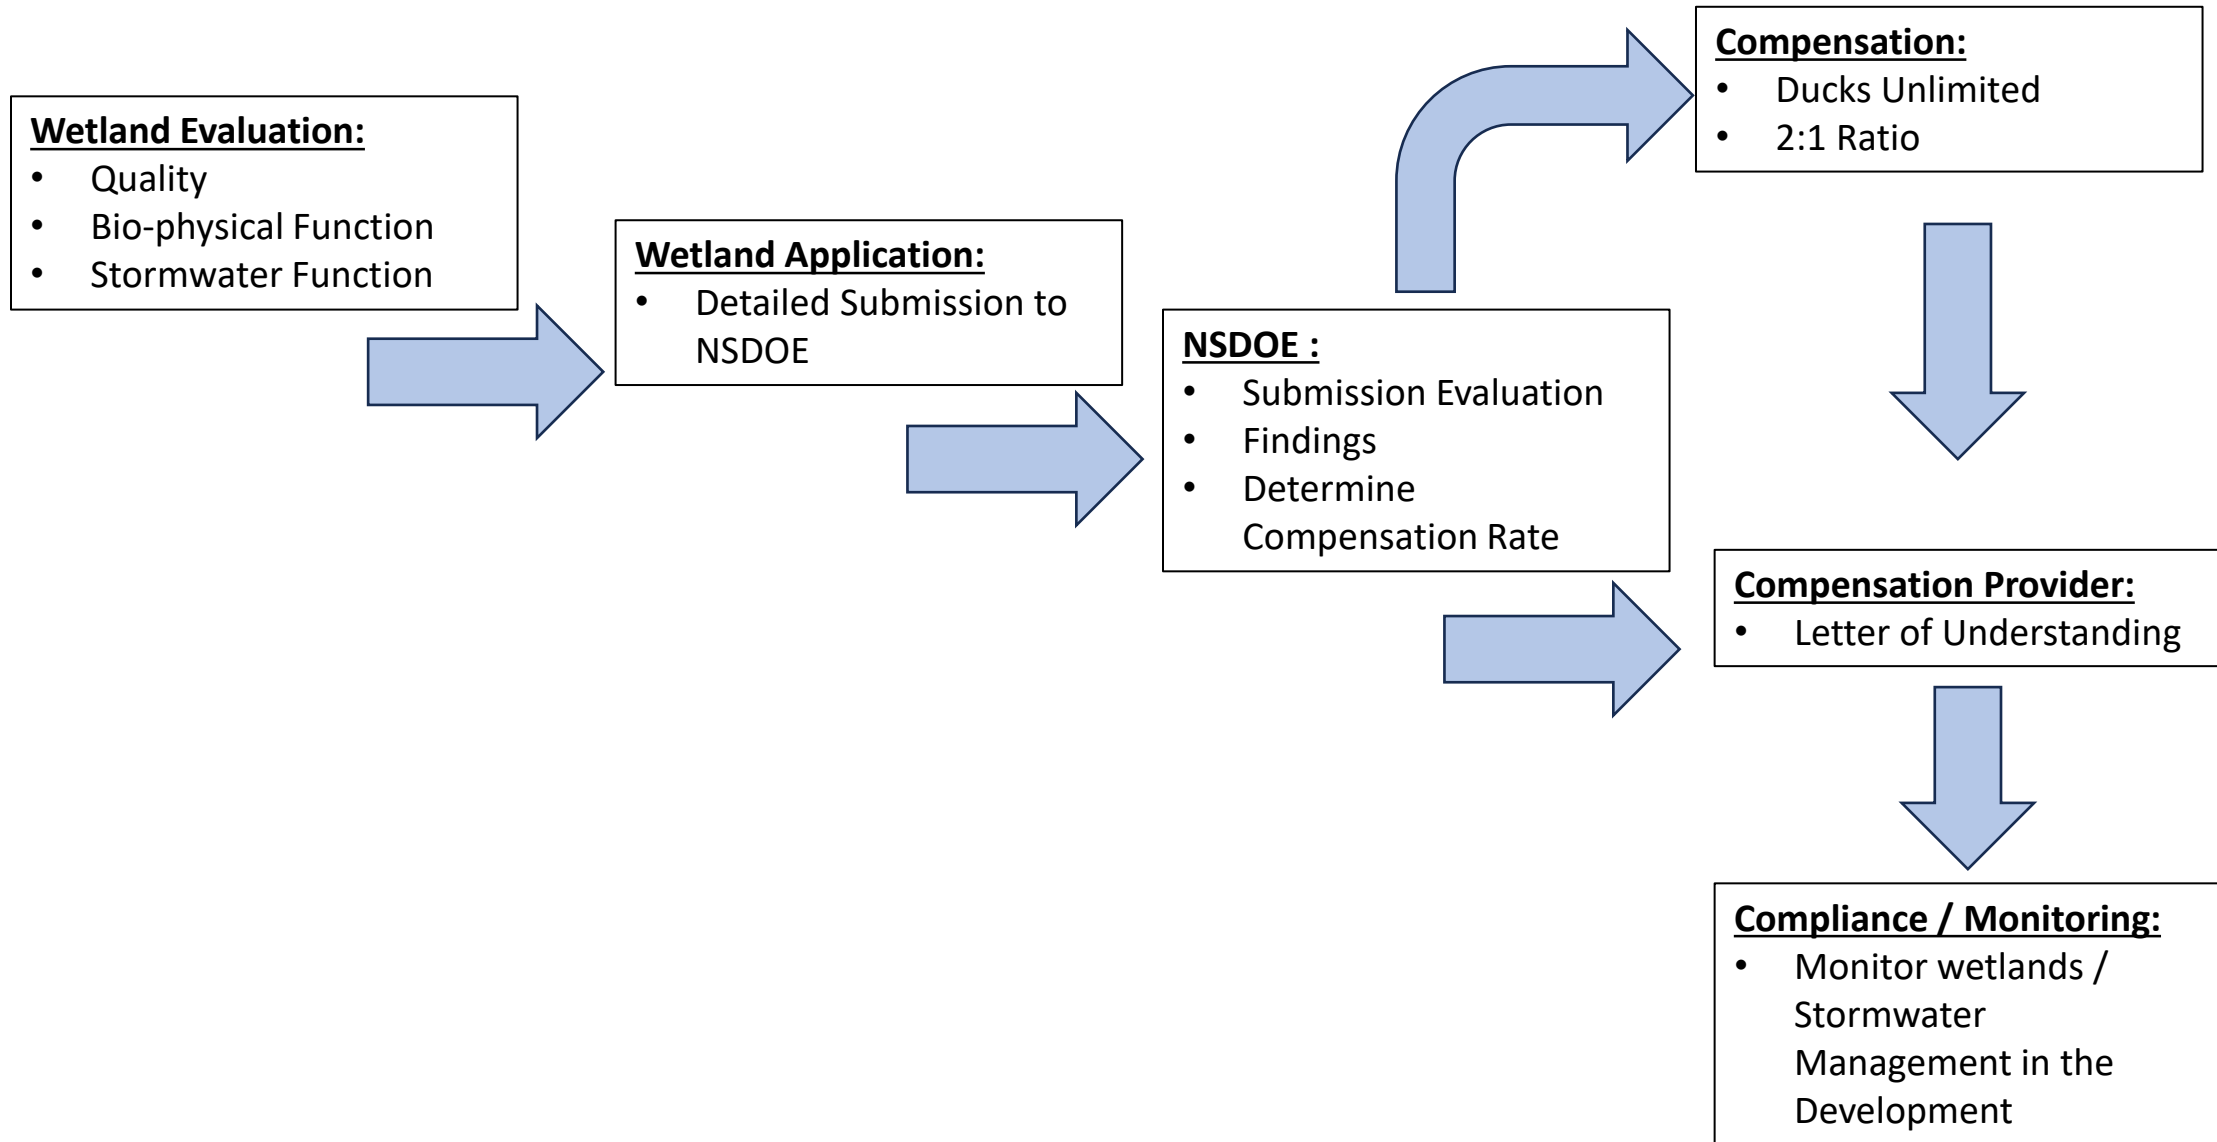 Wetland Evaluation:
• Quality
• Bio-physical Function
• Stormwater Function
Wetland Application:
• Detailed Submission to
NSDOE
NSDOE :
• Submission Evaluation
• Findings
• Determine
Compensation Rate
Compensation:
• Ducks Unlimited
• 2:1 Ratio
Compensation Provider:
• Letter of Understanding
Compliance / Monitoring:
• Monitor wetlands /
Stormwater
Management in the
Development